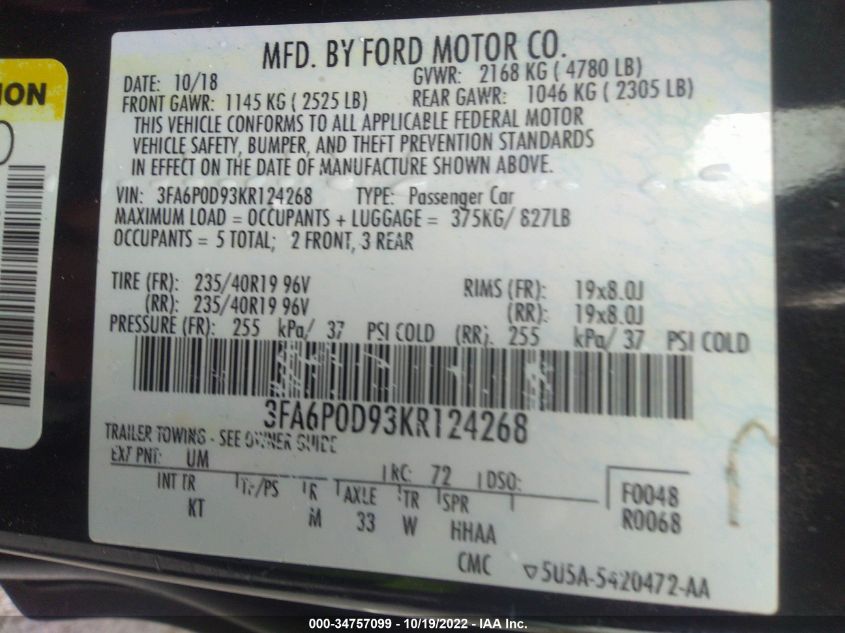 ION
MFD. BY FORD MOTOR CO.
DATE: 10/18 GVWR: 2168 KG ( 4780 LB)
FRONT GAWR: 1145 KG ( 2525 LB) REAR GAWR: 1046 KG ( 2305 LB)
THIS VEHICLE CONFORMS TO ALL APPLICABLE FEDERAL MOTOR
VEHICLE SAFETY, BUMPER, AND THEFT PREVENTION STANDARDS
IN EFFECT ON THE DATE OF MANUFACTURE SHOWN ABOVE.
VIN: 3FA6P0D93KR124268 TYPE: Passenger Car
MAXIMUM LOAD = OCCUPANTS + LUGGAGE = 375KG/ 827LB
OCCUPANTS = 5 TOTAL; 2 FRONT, 3 REAR
TIRE (FR): 235/40R19 96V RIMS (FR): 19x8.0J
(RR): 235/40R19 96V (RR): 19x8.0J
PRESSURE (FR): 255 kPa/ 37 PSI COLD (RR). 255 kPa/ 37 PSI COLD
3FA6P0D93KR124268
TRAILER TOWING - SEE OWNER GUIDE
EXT PNT: UM RC: 72 DSO:
INT TR TP/PS R AXLE TR SPR F0048
KT M 33 W HHAA R0068
CMC ▽5U5A-5420472-AA
000-34757099 - 10/19/2022 - IAA Inc.